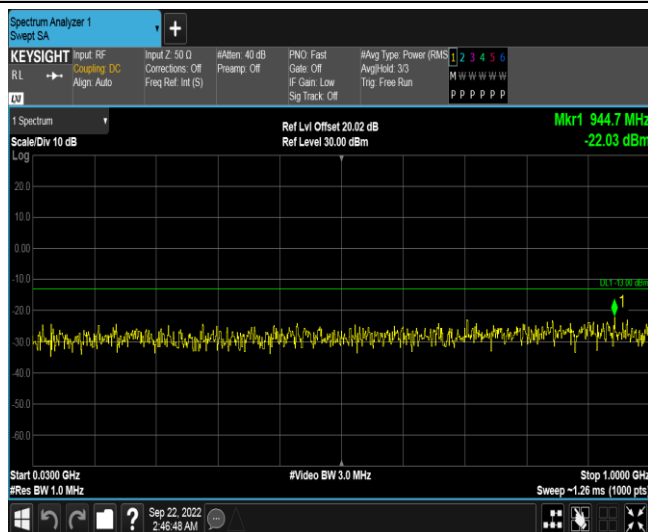 Spectrum Analyzer 1
Swept SA
KEYSIGHT
RL
LXI
Input: RF
Coupling: DC
Align: Auto
Input Z: 50 Ω
Corrections: Off
Freq Ref: Int (S)
#Atten: 40 dB
Preamp: Off
PNO: Fast
Gate: Off
IF Gain: Low
Sig Track: Off
#Avg Type: Power (RMS
Avg|Hold: 3/3
Trig: Free Run
1 2 3 4 5 6
M W W W W W
P P P P P P
1 Spectrum
Scale/Div 10 dB
Log
Ref Lvl Offset 20.02 dB
Ref Level 30.00 dBm
Mkr1 944.7 MHz
-22.03 dBm
20.0
10.0
0.00
-10.0
DL1 -13.00 dBm
1
-20.0
-30.0
-40.0
-50.0
-60.0
Start 0.0300 GHz
#Res BW 1.0 MHz
#Video BW 3.0 MHz
Stop 1.0000 GHz
Sweep ~1.26 ms (1000 pts)
?
Sep 22, 2022
2:46:48 AM